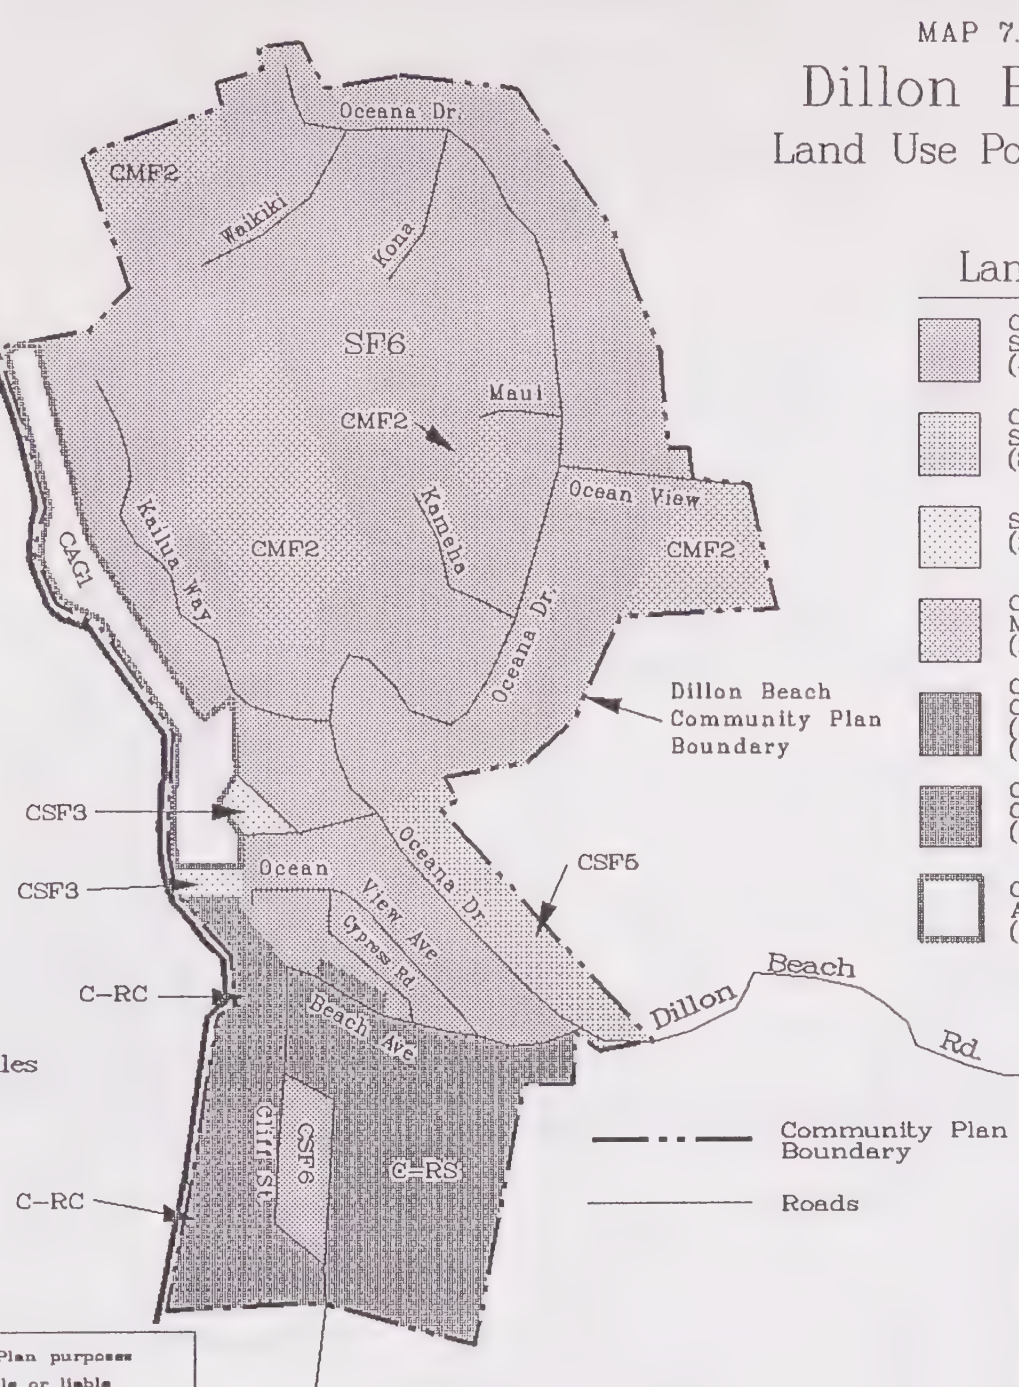 MAP 7.
Dillon
Land Use Po
Oceana Dr.
CMF2
Waikiki
Kona
Lan
SF6
C
S
(
Maui
CMF2
C
S
(
Ocean View
Kameha
CMF2
CMF2
Kailua Way
CAG1
S
(
Oceana Dr.
C
M
(
Dillon Beach
Community Plan
Boundary
C
C
(
(
CSF3
C
C
(
Oceana Dr.
CSF5
Ocean
View Ave
CSF3
Cypress Rd.
C
A
(
Beach Ave
C-RC
Dillon
Beach
Rd.
les
Cliff St
CSF6
C-RS
Community Plan
Boundary
C-RC
Roads
Plan purposes
le or liable